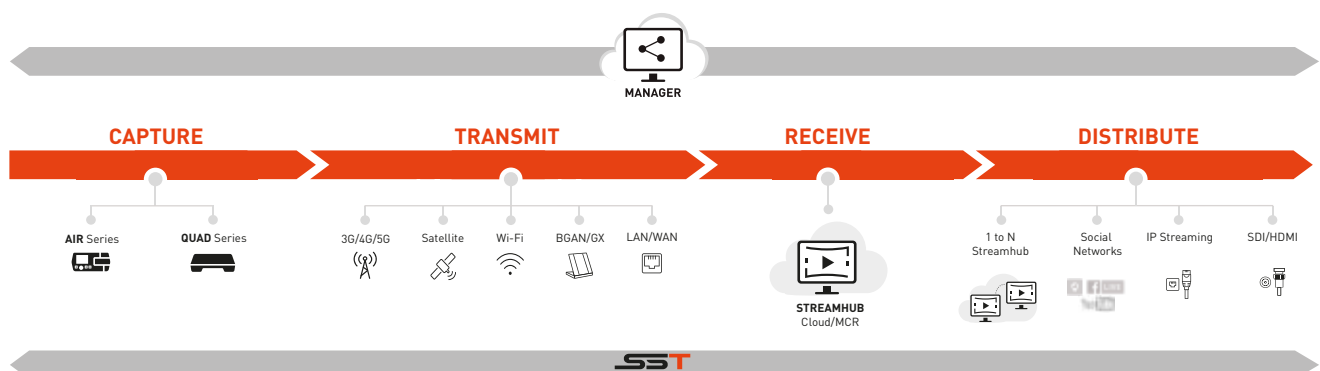 MANAGER
CAPTURE
TRANSMIT
RECEIVE
DISTRIBUTE
AIR Series
QUAD Series
3G/4G/5G
Satellite
Wi-Fi
BGAN/GX
LAN/WAN
STREAMHUB
Cloud/MCR
1 to N
Streamhub
Social
Networks
IP Streaming
SDI/HDMI
SST